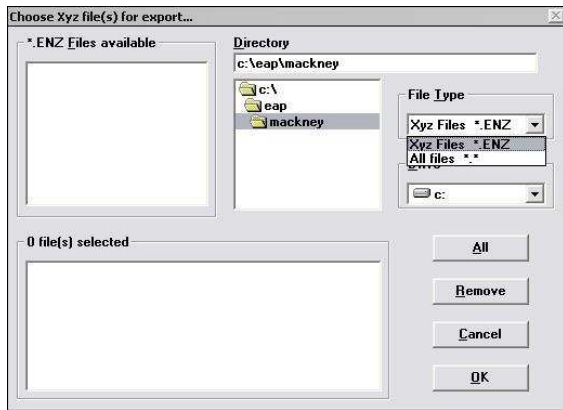 Choose Xyz file(s) for export...
*.ENZ Files available
Directory
c:\eap\mackney
c:\
eap
mackney
File Type
Xyz Files *.ENZ
Xyz Files *.ENZ
All files *.*
c:
0 file(s) selected
All
Remove
Cancel
OK